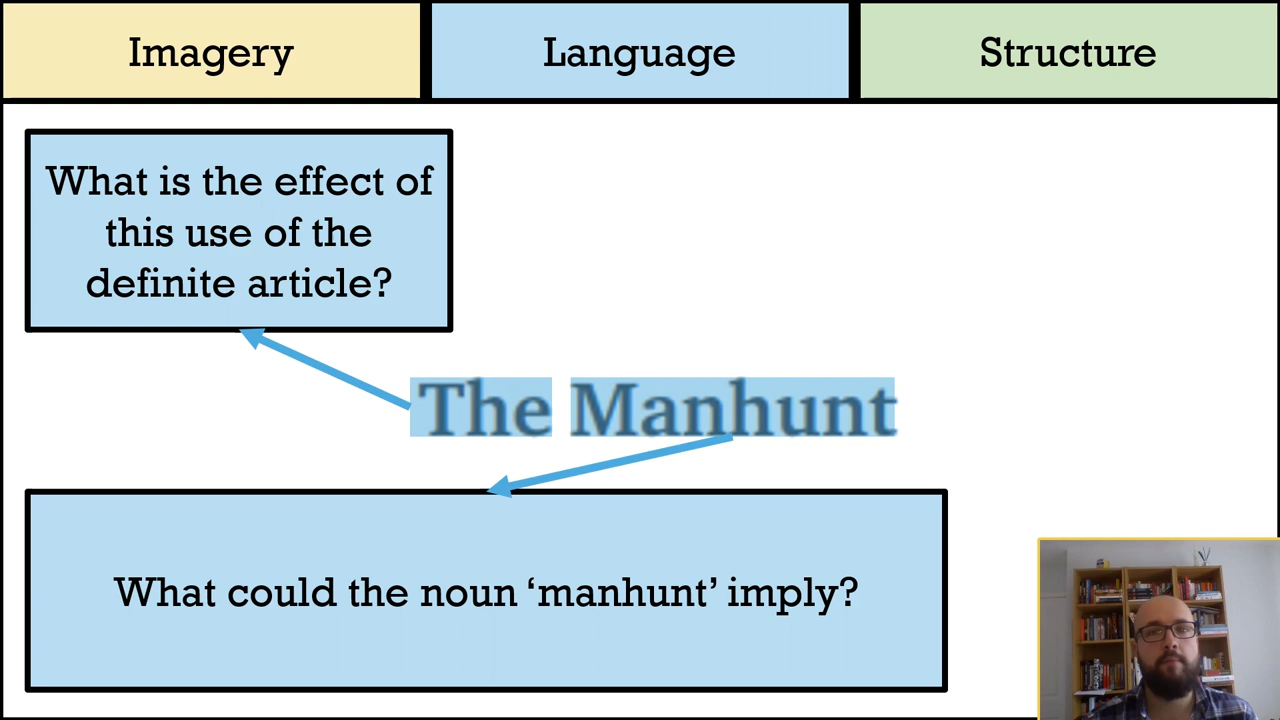 Imagery
Language
Structure
What is the effect of
this use of the
definite article?
The Manhunt
What could the noun ‘manhunt’ imply?